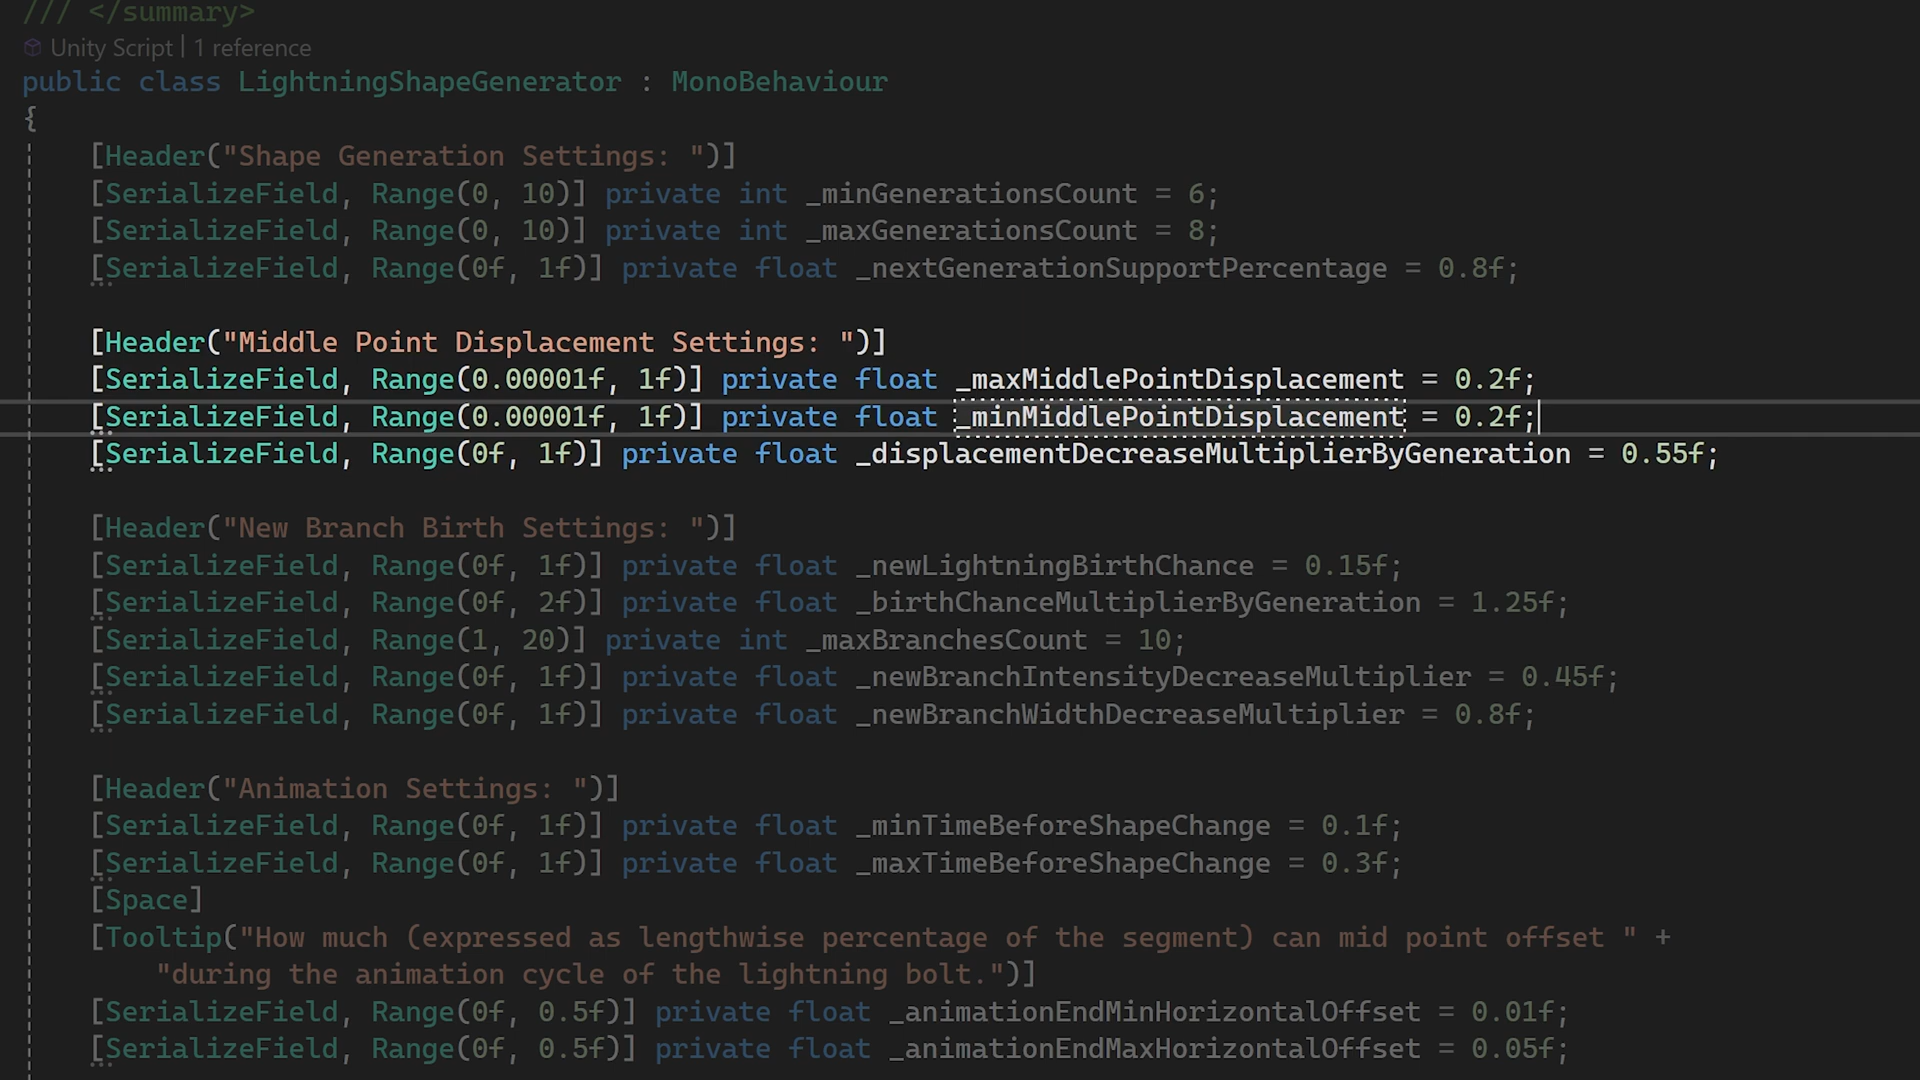 /// </summary>
Unity Script | 1 reference
public class LightningShapeGenerator : MonoBehaviour
{
[Header("Shape Generation Settings: ")]
[SerializeField, Range(0, 10)] private int _minGenerationsCount = 6;
[SerializeField, Range(0, 10)] private int _maxGenerationsCount = 8;
[SerializeField, Range(0f, 1f)] private float _nextGenerationSupportPercentage = 0.8f;
[Header("Middle Point Displacement Settings: ")]
[SerializeField, Range(0.00001f, 1f)] private float _maxMiddlePointDisplacement = 0.2f;
[SerializeField, Range(0.00001f, 1f)] private float _minMiddlePointDisplacement = 0.2f;
[SerializeField, Range(0f, 1f)] private float _displacementDecreaseMultiplierByGeneration = 0.55f;
[Header("New Branch Birth Settings: ")]
[SerializeField, Range(0f, 1f)] private float _newLightningBirthChance = 0.15f;
[SerializeField, Range(0f, 2f)] private float _birthChanceMultiplierByGeneration = 1.25f;
[SerializeField, Range(1, 20)] private int _maxBranchesCount = 10;
[SerializeField, Range(0f, 1f)] private float _newBranchIntensityDecreaseMultiplier = 0.45f;
[SerializeField, Range(0f, 1f)] private float _newBranchWidthDecreaseMultiplier = 0.8f;
[Header("Animation Settings: ")]
[SerializeField, Range(0f, 1f)] private float _minTimeBeforeShapeChange = 0.1f;
[SerializeField, Range(0f, 1f)] private float _maxTimeBeforeShapeChange = 0.3f;
[Space]
[Tooltip("How much (expressed as lengthwise percentage of the segment) can mid point offset " +
"during the animation cycle of the lightning bolt.")]
[SerializeField, Range(0f, 0.5f)] private float _animationEndMinHorizontalOffset = 0.01f;
[SerializeField, Range(0f, 0.5f)] private float _animationEndMaxHorizontalOffset = 0.05f;